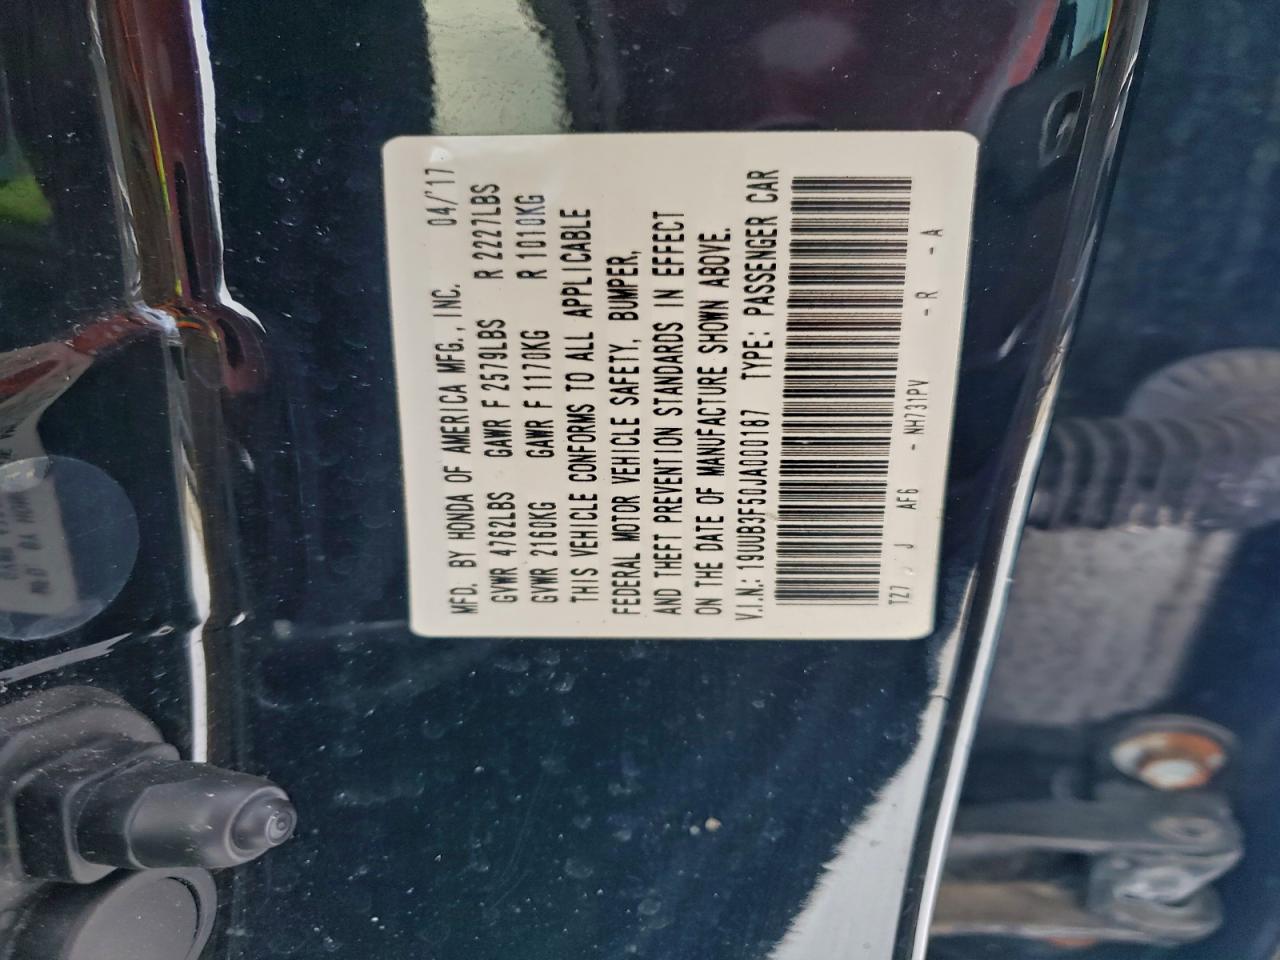 MFD. BY HONDA OF AMERICA MFG., INC. 04/'17
GVWR 4762LBS GAWR F 2579LBS R 2227LBS
GVWR 2160KG GAWR F 1170KG R 1010KG
THIS VEHICLE CONFORMS TO ALL APPLICABLE
FEDERAL MOTOR VEHICLE SAFETY, BUMPER,
AND THEFT PREVENTION STANDARDS IN EFFECT
ON THE DATE OF MANUFACTURE SHOWN ABOVE.
V.I.N.: 19UUB3F50JA000187 TYPE: PASSENGER CAR
TZ7 J AF6 - NH731PV - R - A